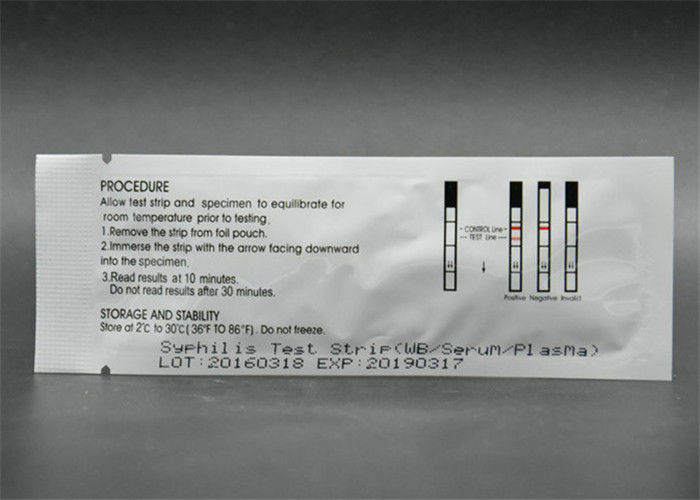 PROCEDURE
Allow test strip and specimen to equilibrate for
room temperature prior to testing.
1.Remove the strip from foil pouch.
2.Immerse the strip with the arrow facing downward
into the specimen.
3.Read results at 10 minutes.
Do not read results after 30 minutes.
STORAGE AND STABILITY
Store at 2℃ to 30℃(36℉ TO 86℉). Do not freeze.
CONTROL Line
TEST Line
Positive Negative Invalid
Syphilis Test Strip(WB/Serum/Plasma)
LOT:20160318 EXP:20190317